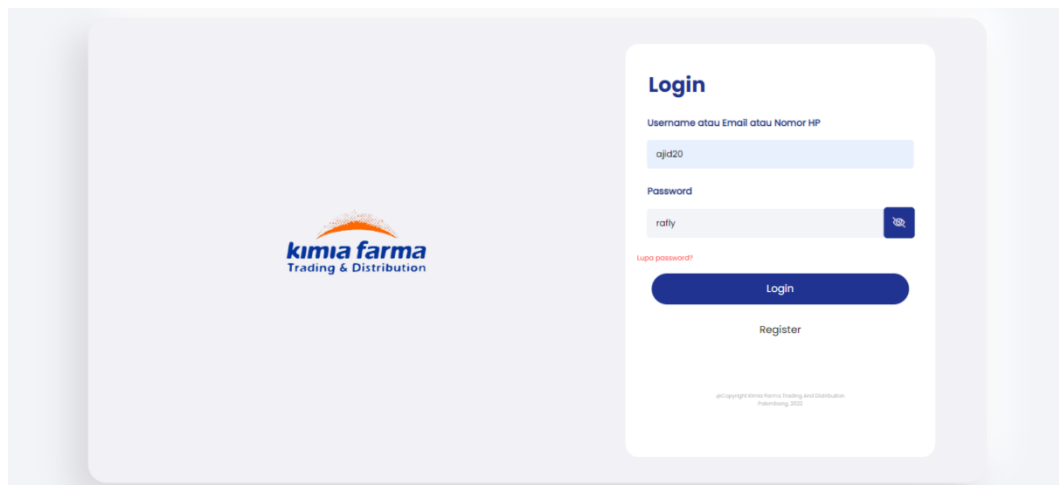 Login
Username atau Email atau Nomor HP
ajid20
Password
rafly
kimia farma
Trading & Distribution
Lupa password?
Login
Register
@Copyright Kimia Farma Trading And Distribution
Palembang, 2022